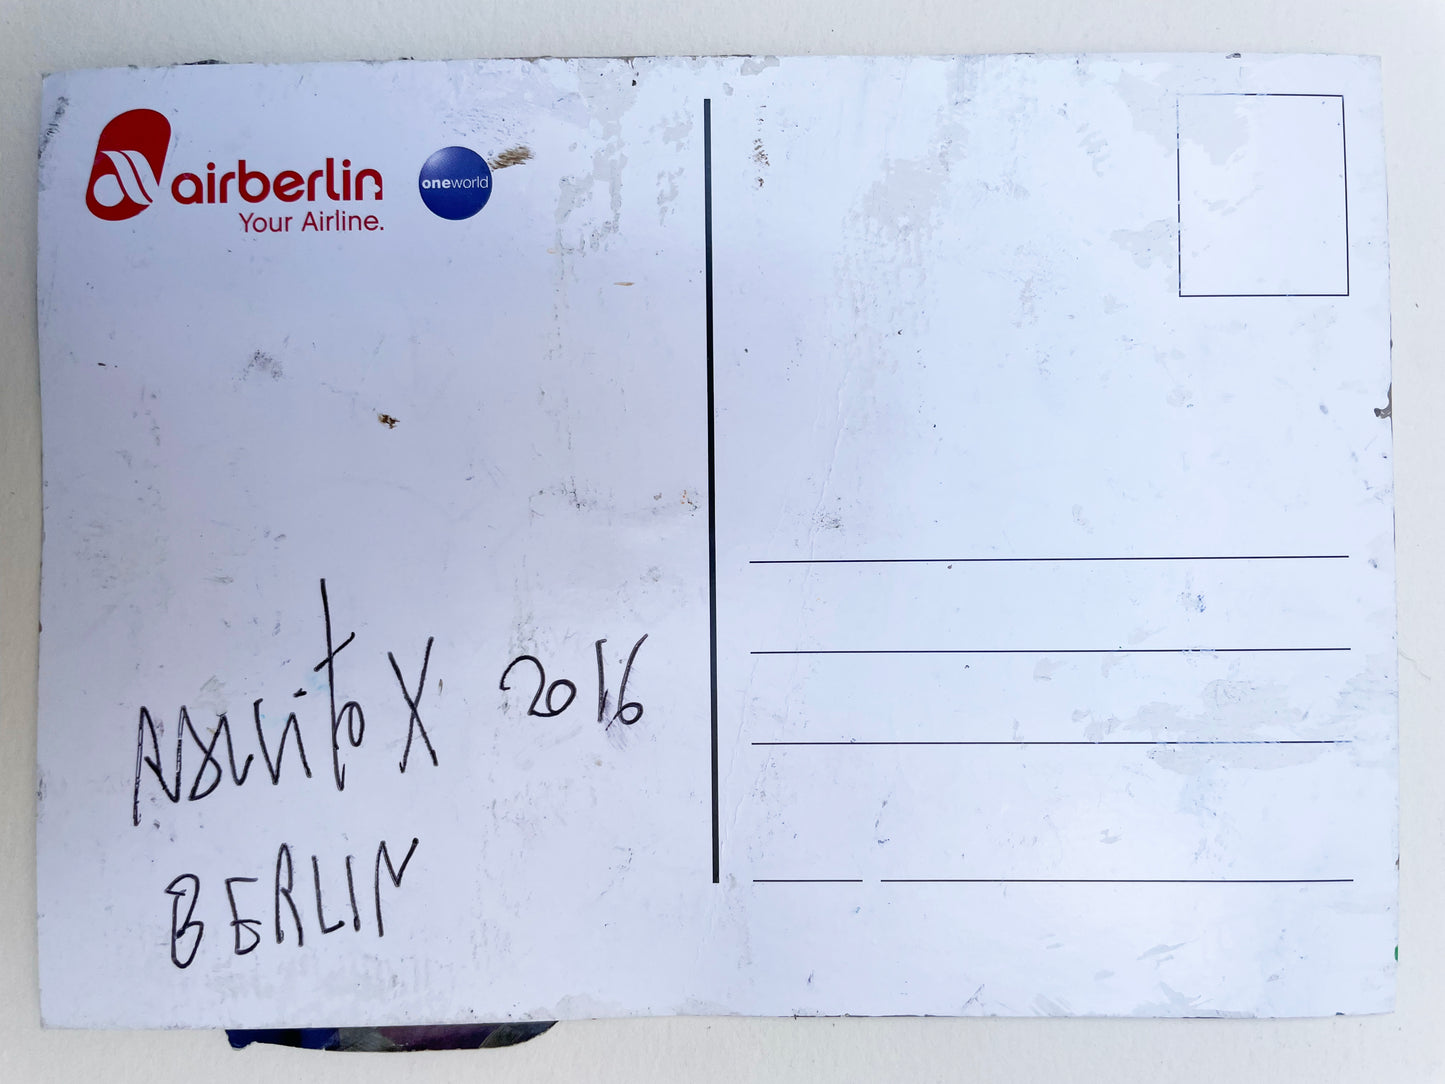 airberlin
Your Airline.
oneworld
X 2016
BERLIN